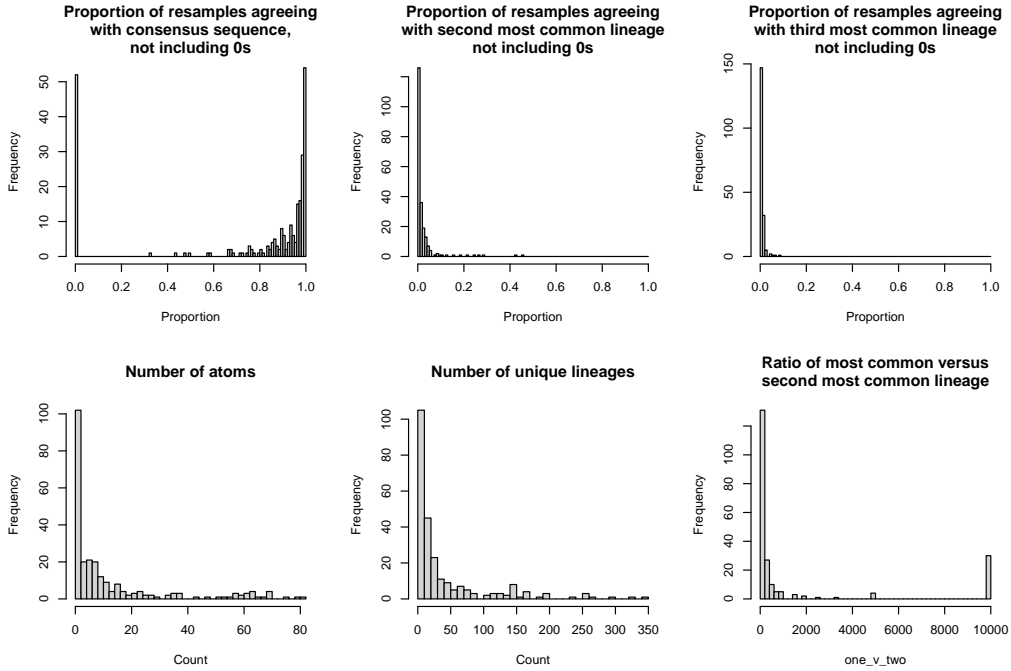 Proportion of resamples agreeing
with consensus sequence,
not including 0s
Frequency
0
10
20
30
40
50
0.0 0.2 0.4 0.6 0.8 1.0
Proportion
Proportion of resamples agreeing
with second most common lineage
not including 0s
Frequency
0
20
40
60
80
100
0.0 0.2 0.4 0.6 0.8 1.0
Proportion
Proportion of resamples agreeing
with third most common lineage
not including 0s
Frequency
0
50
100
150
0.0 0.2 0.4 0.6 0.8 1.0
Proportion
Number of atoms
Frequency
0
20
40
60
80
100
0 20 40 60 80
Count
Number of unique lineages
Frequency
0
20
40
60
80
100
0 50 100 150 200 250 300 350
Count
Ratio of most common versus
second most common lineage
Frequency
0
20
40
60
80
100
0 2000 4000 6000 8000 10000
one_v_two